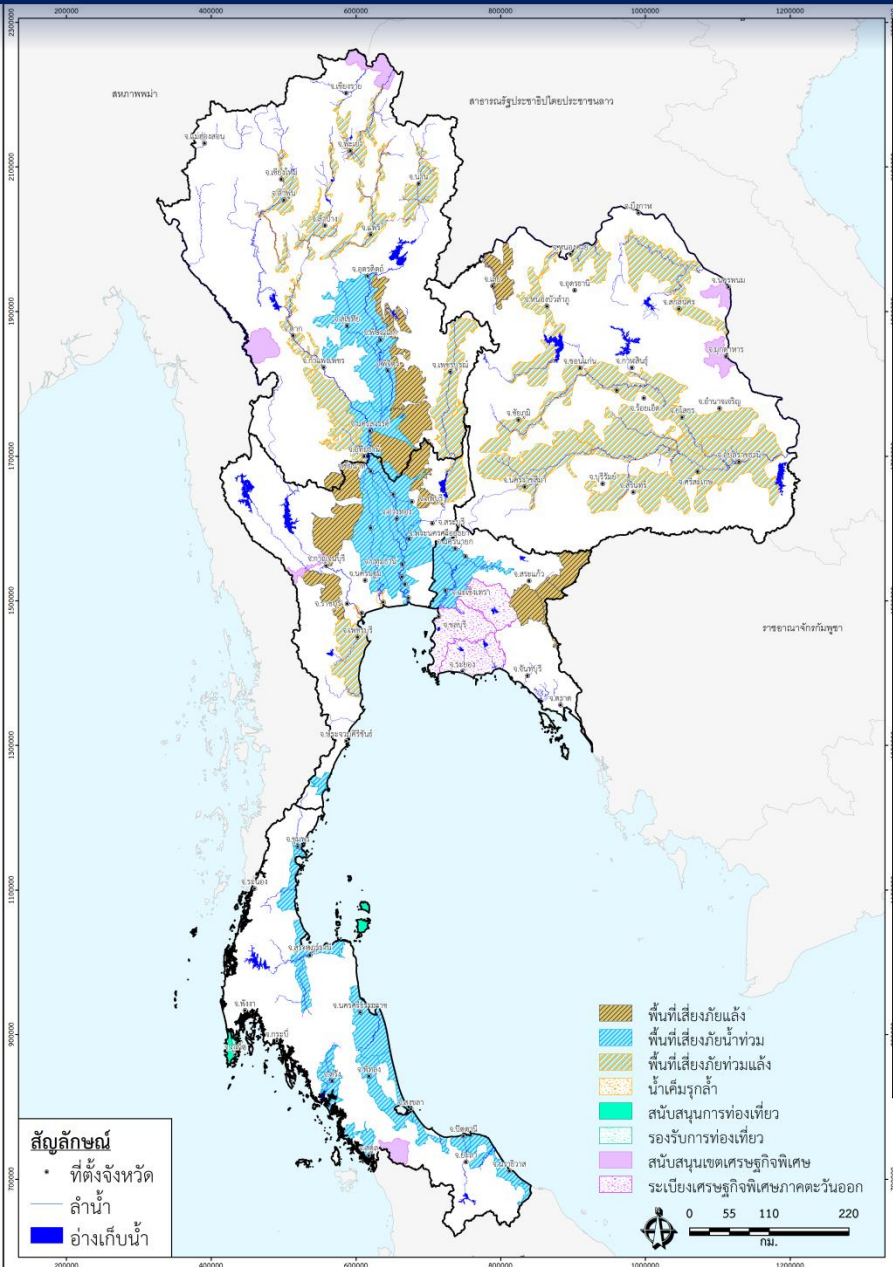 200000 400000 600000 800000 1000000 1200000
2300000
สหภาพพม่า
สาธารณรัฐประชาธิปไตยประชาชนลาว
จ.เชียงราย
จ.แม่ฮ่องสอน
จ.พะเยา
2100000
จ.เชียงใหม่
จ.น่าน
จ.ลำพูน
จ.ลำปาง
จ.แพร่
จ.บึงกาฬ
จ.อุตรดิตถ์
จ.เลย
จ.อุดรธานี
จ.นครพนม
จ.หนองบัวลำภู
จ.สกลนคร
1900000
จ.สุโขทัย
จ.ตาก
จ.มุกดาหาร
จ.กำแพงเพชร
จ.เพชรบูรณ์
จ.ขอนแก่น
จ.กาฬสินธุ์
จ.ร้อยเอ็ด
จ.อำนาจเจริญ
จ.ชัยภูมิ
จ.ยโสธร
จ.นครสวรรค์
1700000
จ.อุบลราชธานี
จ.นครราชสีมา
จ.บุรีรัมย์
จ.สุรินทร์
จ.ศรีสะเกษ
จ.ลพบุรี
จ.สระบุรี
จ.พระนครศรีอยุธยา
จ.นครนายก
จ.กาญจนบุรี
จ.นครปฐม
จ.สระแก้ว
จ.ฉะเชิงเทรา
1500000
จ.ราชบุรี
จ.ชลบุรี
จ.เพชรบุรี
ราชอาณาจักรกัมพูชา
จ.ระยอง
จ.จันทบุรี
จ.ตราด
จ.ประจวบคีรีขันธ์
1300000
จ.ชุมพร
1100000
จ.ระนอง
จ.สุราษฎร์ธานี
จ.พังงา
จ.นครศรีธรรมราช
จ.กระบี่
900000
จ.ตรัง
จ.พัทลุง
จ.สงขลา
จ.ปัตตานี
จ.ยะลา
จ.นราธิวาส
700000
พื้นที่เสี่ยงภัยแล้ง
พื้นที่เสี่ยงภัยน้ำท่วม
พื้นที่เสี่ยงภัยท่วมแล้ง
น้ำเค็มรุกล้ำ
สนับสนุนการท่องเที่ยว
รองรับการท่องเที่ยว
สนับสนุนเขตเศรษฐกิจพิเศษ
ระเบียงเศรษฐกิจพิเศษภาคตะวันออก
สัญลักษณ์
ที่ตั้งจังหวัด
ลำน้ำ
อ่างเก็บน้ำ
0 55 110 220
กม.
200000 400000 600000 800000 1000000 1200000